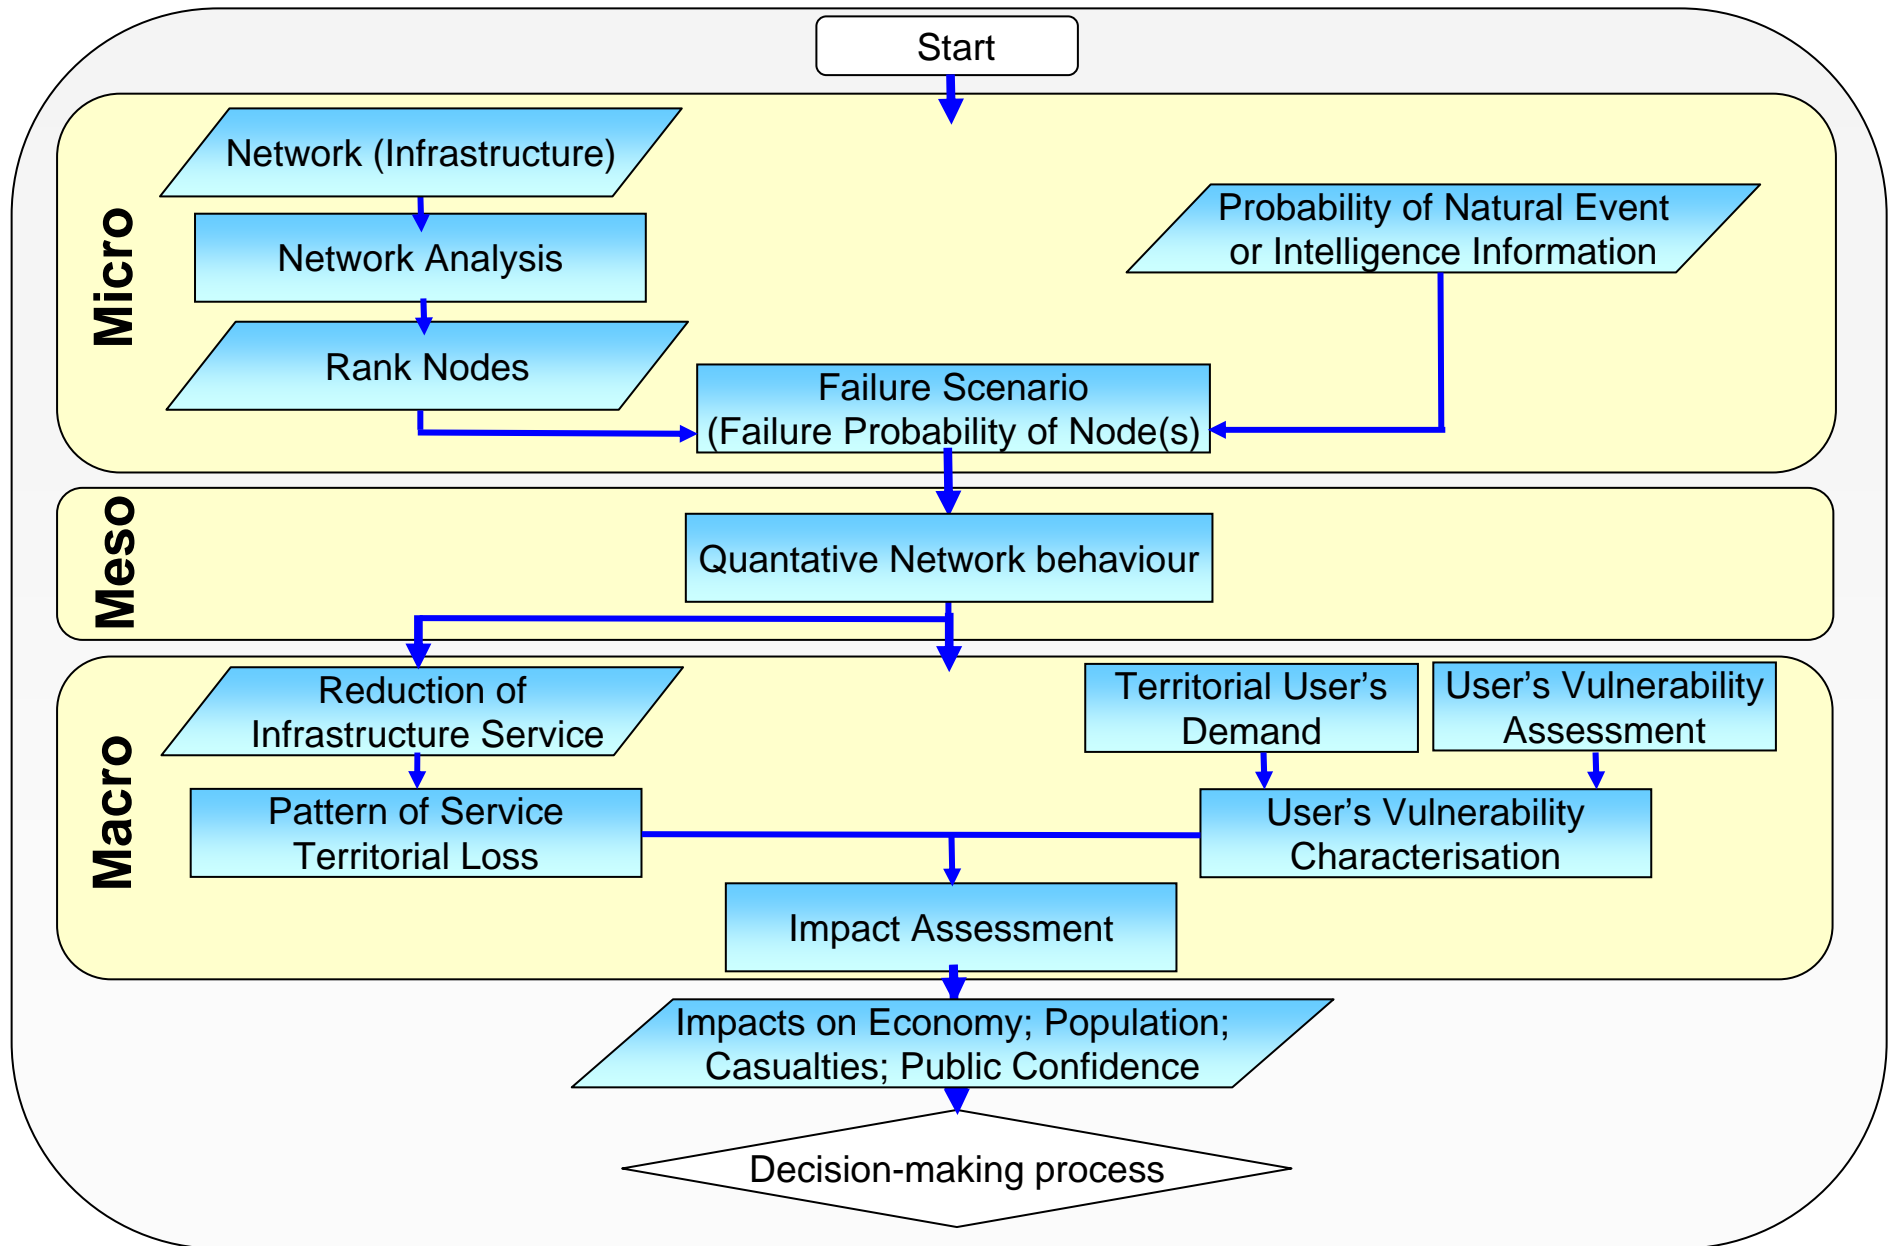 Start
Micro
Network (Infrastructure)
Network Analysis
Rank Nodes
Probability of Natural Event
or Intelligence Information
Failure Scenario
(Failure Probability of Node(s)
Meso
Quantative Network behaviour
Macro
Reduction of
Infrastructure Service
Pattern of Service
Territorial Loss
Territorial User's
Demand
User's Vulnerability
Assessment
User's Vulnerability
Characterisation
Impact Assessment
Impacts on Economy; Population;
Casualties; Public Confidence
Decision-making process